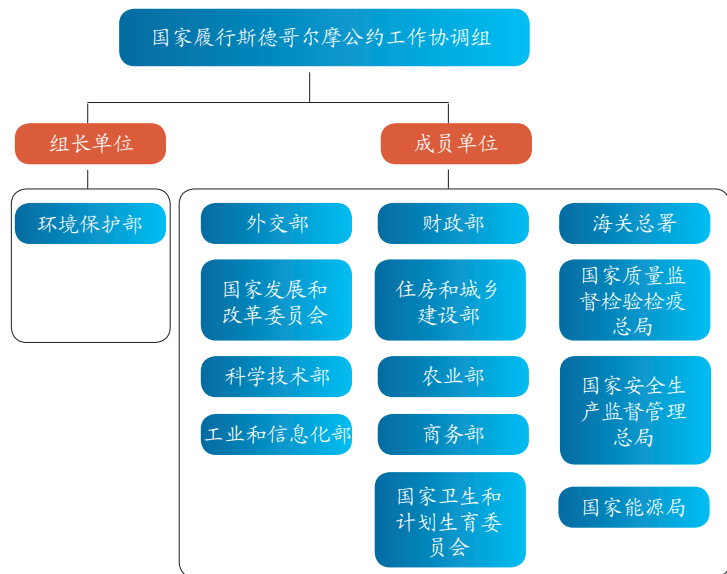 国家履行斯德哥尔摩公约工作协调组
组长单位
成员单位
环境保护部
外交部
财政部
海关总署
国家发展和
改革委员会
住房和城乡
建设部
国家质量监
督检验检疫
总局
科学技术部
农业部
国家安全生
产监督管理
总局
工业和信息化部
商务部
国家卫生和
计划生育委
员会
国家能源局